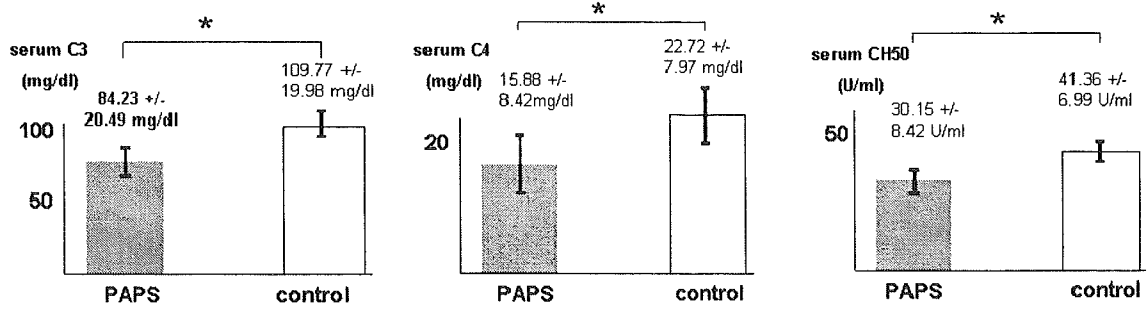 *
serum C3
(mg/dl)
84.23 +/-
20.49 mg/dl
109.77 +/-
19.98 mg/dl
100
50
PAPS
control
*
serum C4
(mg/dl)
15.88 +/-
8.42mg/dl
22.72 +/-
7.97 mg/dl
20
PAPS
control
*
serum CH50
(U/ml)
30.15 +/-
8.42 U/ml
41.36 +/-
6.99 U/ml
50
PAPS
control